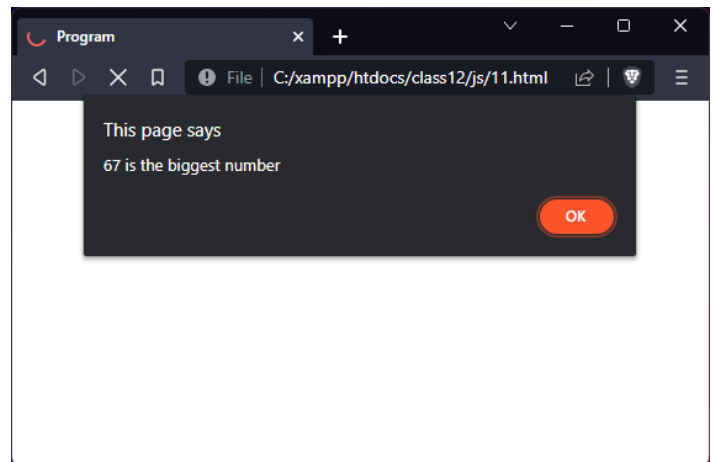 Program
File C:/xampp/htdocs/class12/js/11.html
This page says
67 is the biggest number
OK